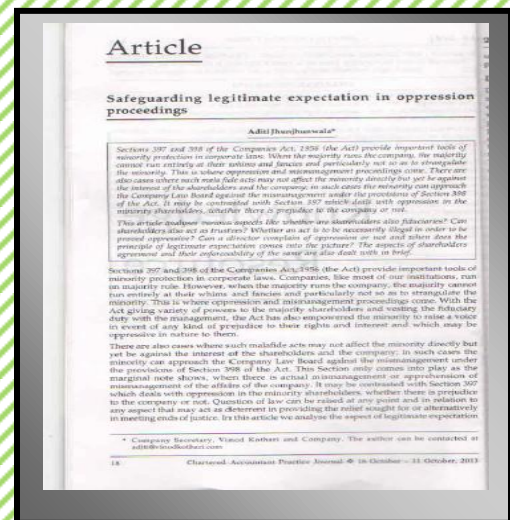 Article
Safeguarding legitimate expectation in oppression
proceedings
Aditi Jhunjhunwala*
Sections 397 and 398 of the Companies Act, 1956 (the Act) provide important tools of
minority protection in corporate laws. When the majority runs the company, the majority
cannot run entirely at their whims and fancies and particularly not so as to strangulate
the minority. This is where oppression and mismanagement proceedings come. There are
also cases where such mala fide acts may not affect the minority directly but yet be against
the interest of the shareholders and the company, in such cases the minority can approach
the Company Law Board against the mismanagement under the provisions of Section 398
of the Act. It may be contrasted with Section 397 which deals with oppression in the
minority shareholders, whether there is prejudice to the company or not.
This article analyses various aspects like whether are shareholders also fiduciaries? Can
shareholders also act as trustees? Whether an act is to be necessarily illegal in order to be
proved oppressive? Can a director complain of oppression or not and when does the
principle of legitimate expectation comes into the picture? The aspects of shareholders
agreement and their enforceability of the same are also dealt with in brief.
Sections 397 and 398 of the Companies Act, 1956 (the Act) provide important tools of
minority protection in corporate laws. Companies, like most of our institutions, run
on majority rule. However, when the majority runs the company, the majority cannot
run entirely at their whims and fancies and particularly not so as to strangulate the
minority. This is where oppression and mismanagement proceedings come. With the
Act giving variety of powers to the majority shareholders and vesting the fiduciary
duty with the management, the Act has also empowered the minority to raise a voice
in event of any kind of prejudice to their rights and interest and which may be
oppressive in nature to them.
There are also cases where such malafide acts may not affect the minority directly but
yet be against the interest of the shareholders and the company; in such cases the
minority can approach the Company Law Board against the mismanagement under
the provisions of Section 398 of the Act. This Section only comes into play as the
marginal note shows, when there is actual mismanagement or apprehension of
mismanagement of the affairs of the company. It may be contrasted with Section 397
which deals with oppression in the minority shareholders, whether there is prejudice
to the company or not. Question of law can be raised at any point and in relation to
any aspect that may act as deterrent in providing the relief sought for or alternatively
in meeting ends of justice. In this article we analyse the aspect of legitimate expectation
* Company Secretary, Vinod Kothari and Company. The author can be contacted at
aditi@vinodkothari.com
18 Chartered Accountant Practice Journal 16 October – 31 October, 2013